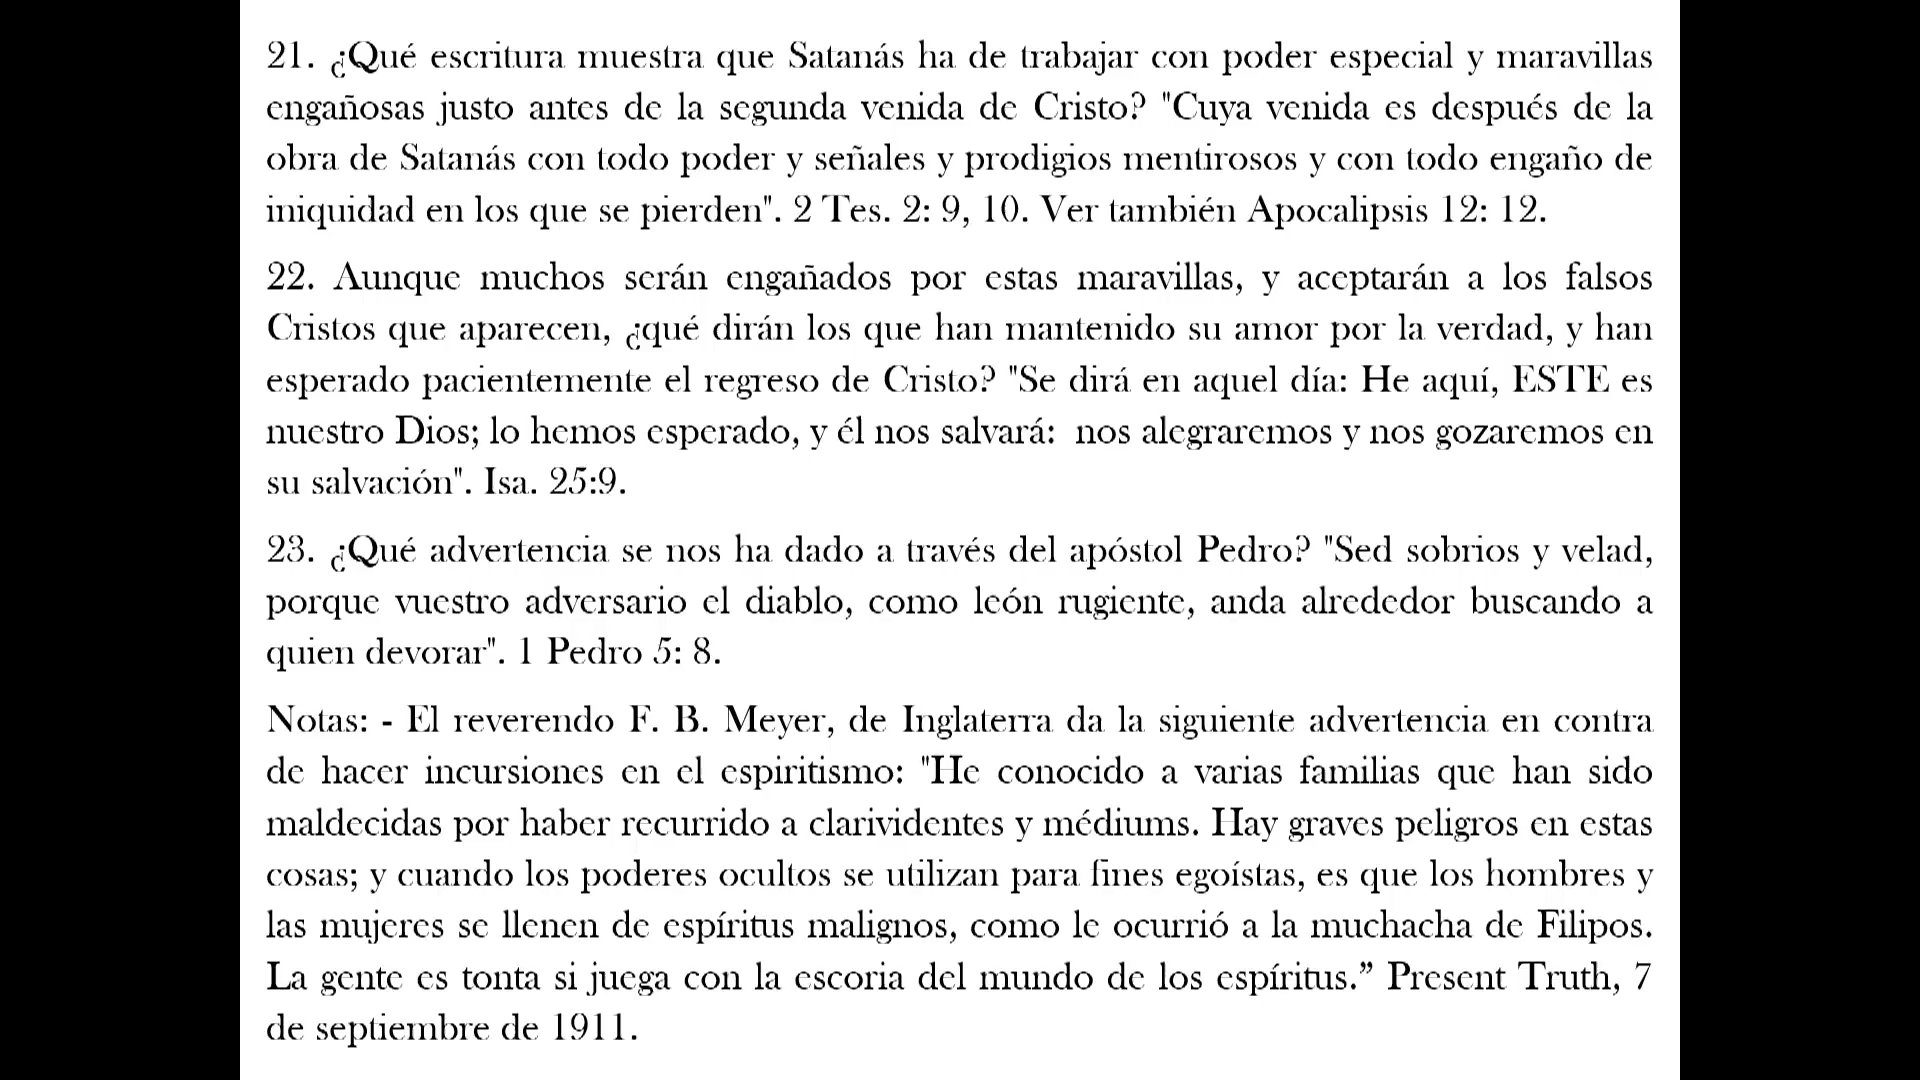 21. ¿Qué escritura muestra que Satanás ha de trabajar con poder especial y maravillas
engañosas justo antes de la segunda venida de Cristo? "Cuya venida es después de la
obra de Satanás con todo poder y señales y prodigios mentirosos y con todo engaño de
iniquidad en los que se pierden". 2 Tes. 2: 9, 10. Ver también Apocalipsis 12: 12.
22. Aunque muchos serán engañados por estas maravillas, y aceptarán a los falsos
Cristos que aparecen, ¿qué dirán los que han mantenido su amor por la verdad, y han
esperado pacientemente el regreso de Cristo? "Se dirá en aquel día: He aquí, ESTE es
nuestro Dios; lo hemos esperado, y él nos salvará:  nos alegraremos y nos gozaremos en
su salvación". Isa. 25:9.
23. ¿Qué advertencia se nos ha dado a través del apóstol Pedro? "Sed sobrios y velad,
porque vuestro adversario el diablo, como león rugiente, anda alrededor buscando a
quien devorar". 1 Pedro 5: 8.
Notas: - El reverendo F. B. Meyer, de Inglaterra da la siguiente advertencia en contra
de hacer incursiones en el espiritismo: "He conocido a varias familias que han sido
maldecidas por haber recurrido a clarividentes y médiums. Hay graves peligros en estas
cosas; y cuando los poderes ocultos se utilizan para fines egoístas, es que los hombres y
las mujeres se llenen de espíritus malignos, como le ocurrió a la muchacha de Filipos.
La gente es tonta si juega con la escoria del mundo de los espíritus.” Present Truth, 7
de septiembre de 1911.